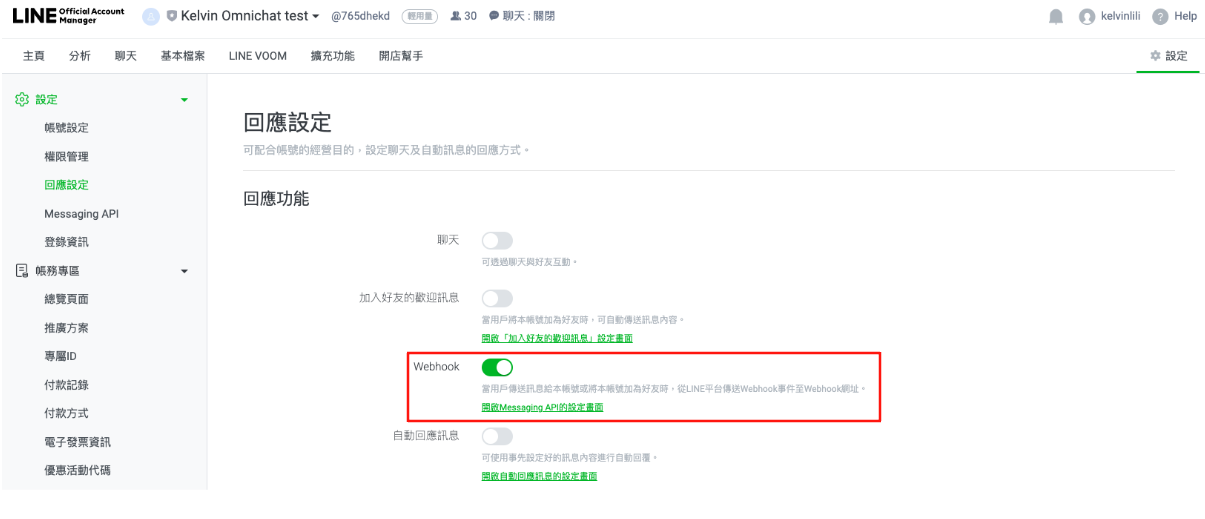 LINE Official Account Manager
Kelvin Omnichat test @765dhekd 輕用量 30 聊天 : 關閉
kelvinlili ? Help
主頁 分析 聊天 基本檔案 LINE VOOM 擴充功能 開店幫手 設定
設定
帳號設定
權限管理
回應設定
Messaging API
登錄資訊
帳務專區
總覽頁面
推廣方案
專屬ID
付款記錄
付款方式
電子發票資訊
優惠活動代碼
回應設定
可配合帳號的經營目的,設定聊天及自動訊息的回應方式。
回應功能
聊天
可透過聊天與好友互動。
加入好友的歡迎訊息
當用戶將本帳號加為好友時,可自動傳送訊息內容。
開啟「加入好友的歡迎訊息」設定畫面
Webhook
當用戶傳送訊息給本帳號或將本帳號加為好友時,從LINE平台傳送Webhook事件至Webhook網址。
開啟Messaging API的設定畫面
自動回應訊息
可使用事先設定好的訊息內容進行自動回覆。
開啟自動回應訊息的設定畫面